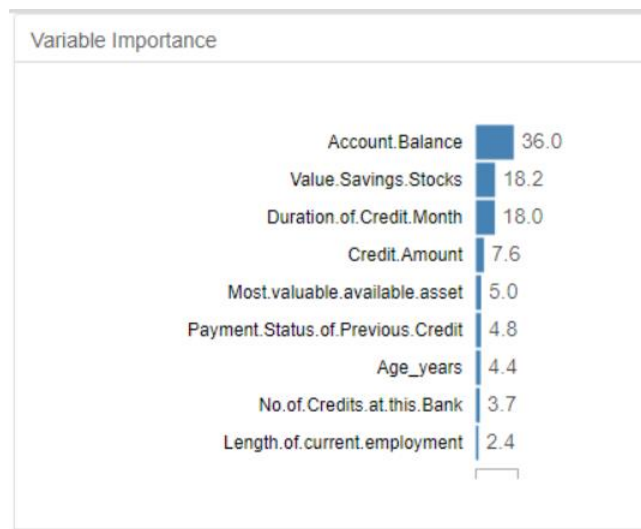 Variable Importance
Account.Balance 36.0
Value.Savings.Stocks 18.2
Duration.of.Credit.Month 18.0
Credit.Amount 7.6
Most.valuable.available.asset 5.0
Payment.Status.of.Previous.Credit 4.8
Age_years 4.4
No.of.Credits.at.this.Bank 3.7
Length.of.current.employment 2.4